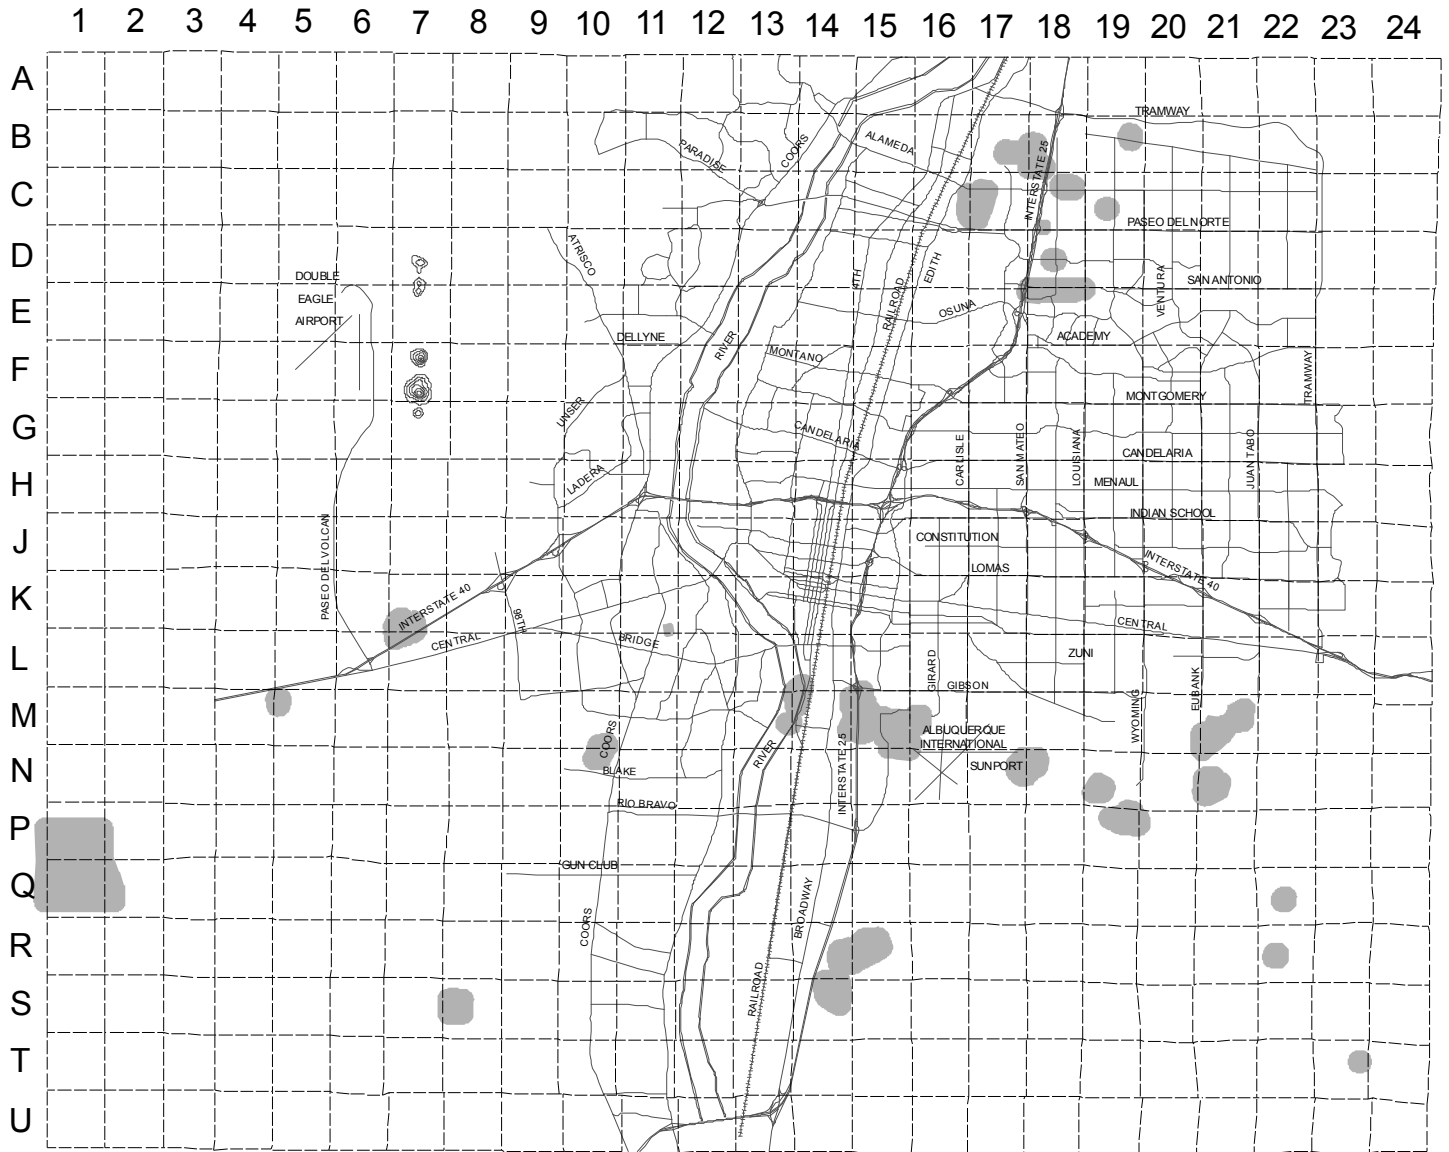 1 2 3 4 5 6 7 8 9 10 11 12 13 14 15 16 17 18 19 20 21 22 23 24
A
B
C
D
E
F
G
H
J
K
L
M
N
P
Q
R
S
T
U
TRAMWAY
ALAMEDA
COORS
PARADISE
INTERSTATE 25
PASEO DEL NORTE
ATRISCO
DOUBLE
EAGLE
AIRPORT
4TH
RAILROAD
EDITH
VENTURA
SAN ANTONIO
OSUNA
DELLYNE
RIVER
ACADEMY
MONTANO
TRAMWAY
MONTGOMERY
UNSER
CANDELARIA
CARLISLE
SAN MATEO
LOUISIANA
CANDELARIA
JUAN TABO
LADERA
MENAUL
INDIAN SCHOOL
PASEO DEL VOLCAN
CONSTITUTION
LOMAS
INTERSTATE 40
INTERSTATE 40
98TH
CENTRAL
BRIDGE
CENTRAL
ZUNI
GIRARD
GIBSON
EUBANK
WYOMING
COORS
ALBUQUERQUE
INTERNATIONAL
SUNPORT
RIVER
INTERSTATE 25
BLAKE
RIO BRAVO
GUN CLUB
COORS
BROADWAY
RAILROAD